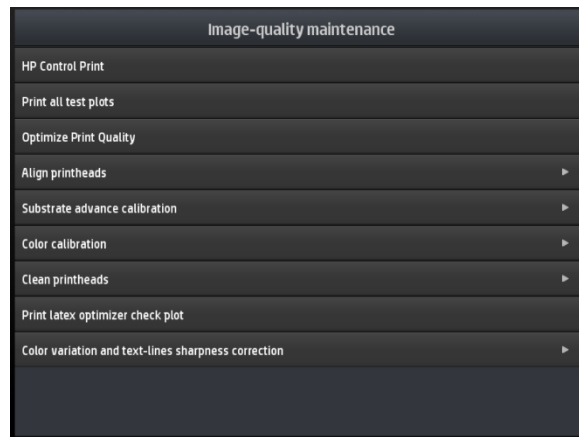 Image-quality maintenance
HP Control Print
Print all test plots
Optimize Print Quality
Align printheads
Substrate advance calibration
Color calibration
Clean printheads
Print latex optimizer check plot
Color variation and text-lines sharpness correction